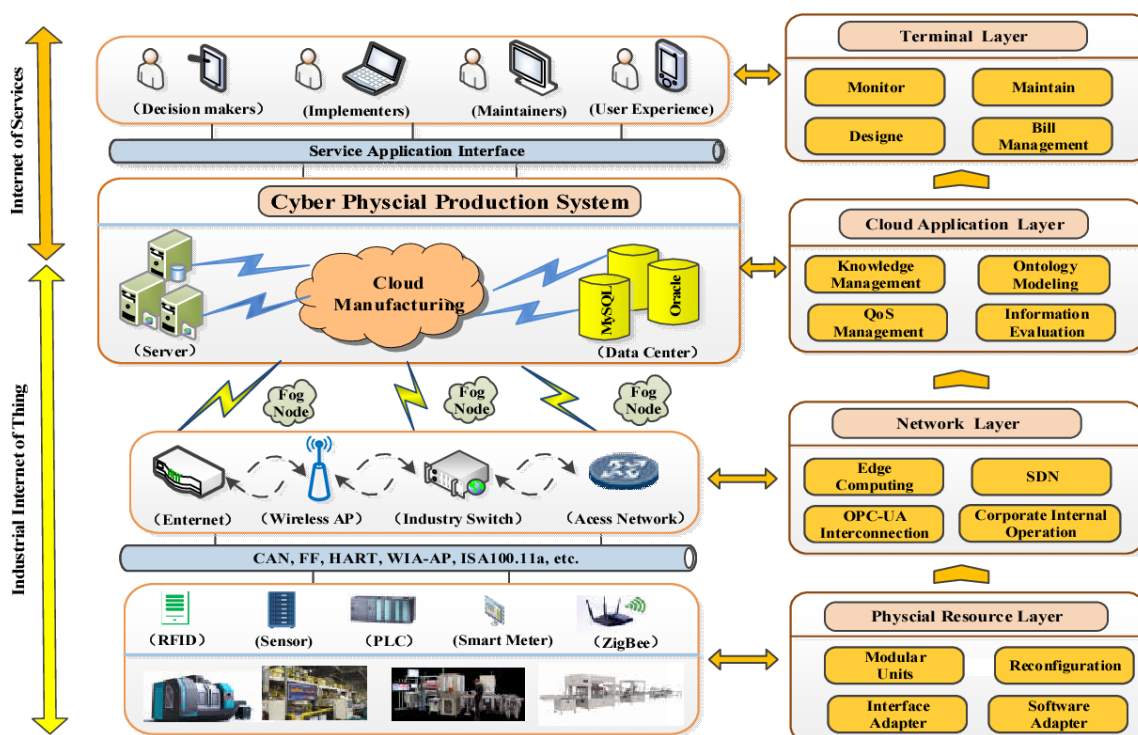 Internet of Services
Industrial Internet of Thing
(Decision makers)
(Implementers)
(Maintainers)
(User Experience)
Service Application Interface
Cyber Physcial Production System
Cloud
Manufacturing
MySQL
Oracle
(Server)
(Data Center)
Fog
Node
Fog
Node
Fog
Node
(Enternet)
(Wireless AP)
(Industry Switch)
(Acess Network)
CAN, FF, HART, WIA-AP, ISA100.11a, etc.
(RFID)
(Sensor)
(PLC)
(Smart Meter)
(ZigBee)
Terminal Layer
Monitor
Maintain
Designe
Bill
Management
Cloud Application Layer
Knowledge
Management
Ontology
Modeling
QoS
Management
Information
Evaluation
Network Layer
Edge
Computing
SDN
OPC-UA
Interconnection
Corporate Internal
Operation
Physcial Resource Layer
Modular
Units
Reconfiguration
Interface
Adapter
Software
Adapter